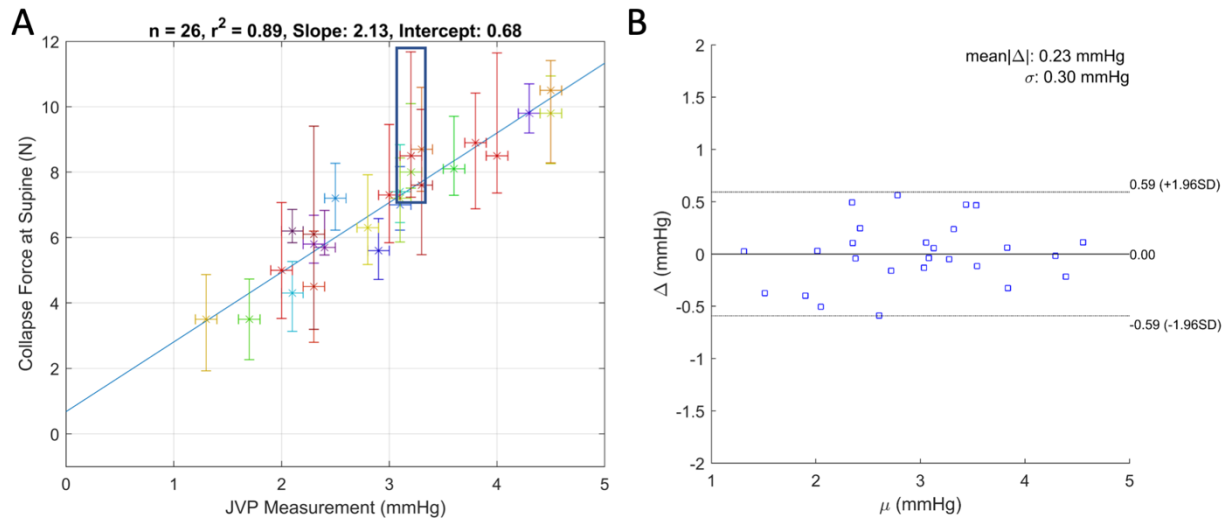 A
n = 26, r² = 0.89, Slope: 2.13, Intercept: 0.68
12
10
8
6
4
2
0
Collapse Force at Supine (N)
0 1 2 3 4 5
JVP Measurement (mmHg)
B
mean|Δ|: 0.23 mmHg
σ: 0.30 mmHg
2
1.5
1
0.5
0
-0.5
-1
-1.5
-2
Δ (mmHg)
0.59 (+1.96SD)
0.00
-0.59 (-1.96SD)
1 2 3 4 5
μ (mmHg)